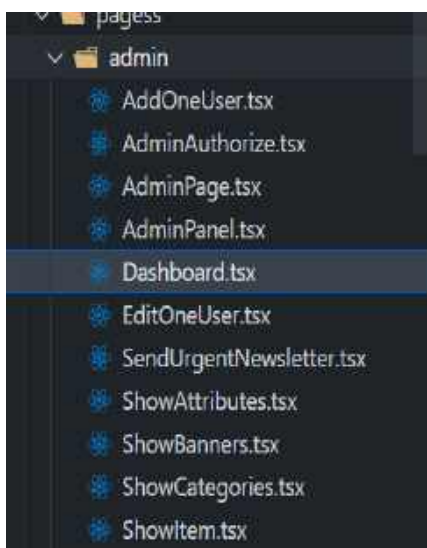 pagess
admin
AddOneUser.tsx
AdminAuthorize.tsx
AdminPage.tsx
AdminPanel.tsx
Dashboard.tsx
EditOneUser.tsx
SendUrgentNewsletter.tsx
ShowAttributes.tsx
ShowBanners.tsx
ShowCategories.tsx
ShowItem.tsx